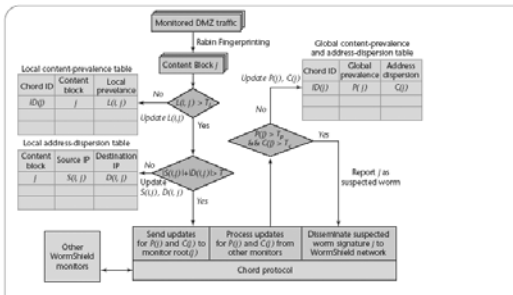 Monitored DMZ traffic
Rabin Fingerprinting
Content Block j
Global content-prevalence
and address-dispersion table
Chord ID
Global
prevalence
Address
dispersion
ID(j)
P(j)
C(j)
Update P(j), C(j)
Local content-prevalence table
Chord ID
Content
block
Local
prevelance
ID(j)
j
L(i, j)
No
Update L(i,j)
Yes
No
Yes
Local address-dispersion table
Content
block
Source IP
Destination
IP
j
S(i, j)
D(i, j)
No
Update
S(i,j), D(i, j)
Yes
Report j as
suspected worm
Other
WormShield
monitors
Send updates
for P(j) and C(j) to
monitor root(j)
Process updates
for P(j) and C(j) from
other monitors
Disseminate suspected
worm signature j to
WormShield network
Chord protocol